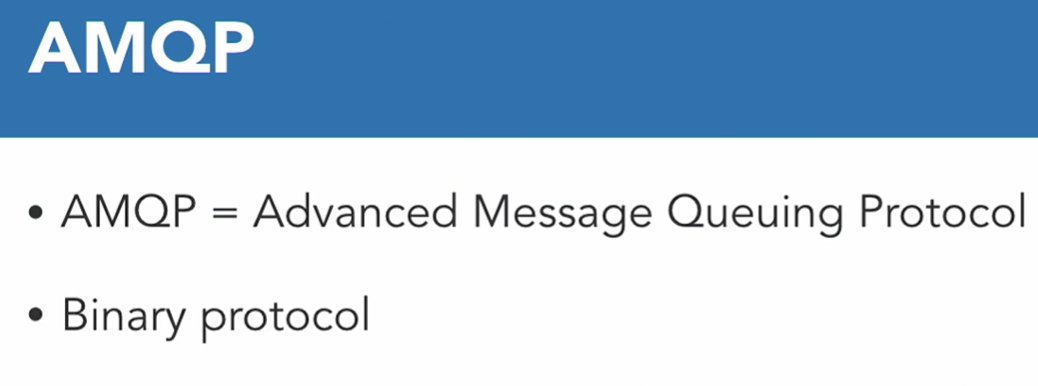 AMQP
• AMQP = Advanced Message Queuing Protocol
• Binary protocol